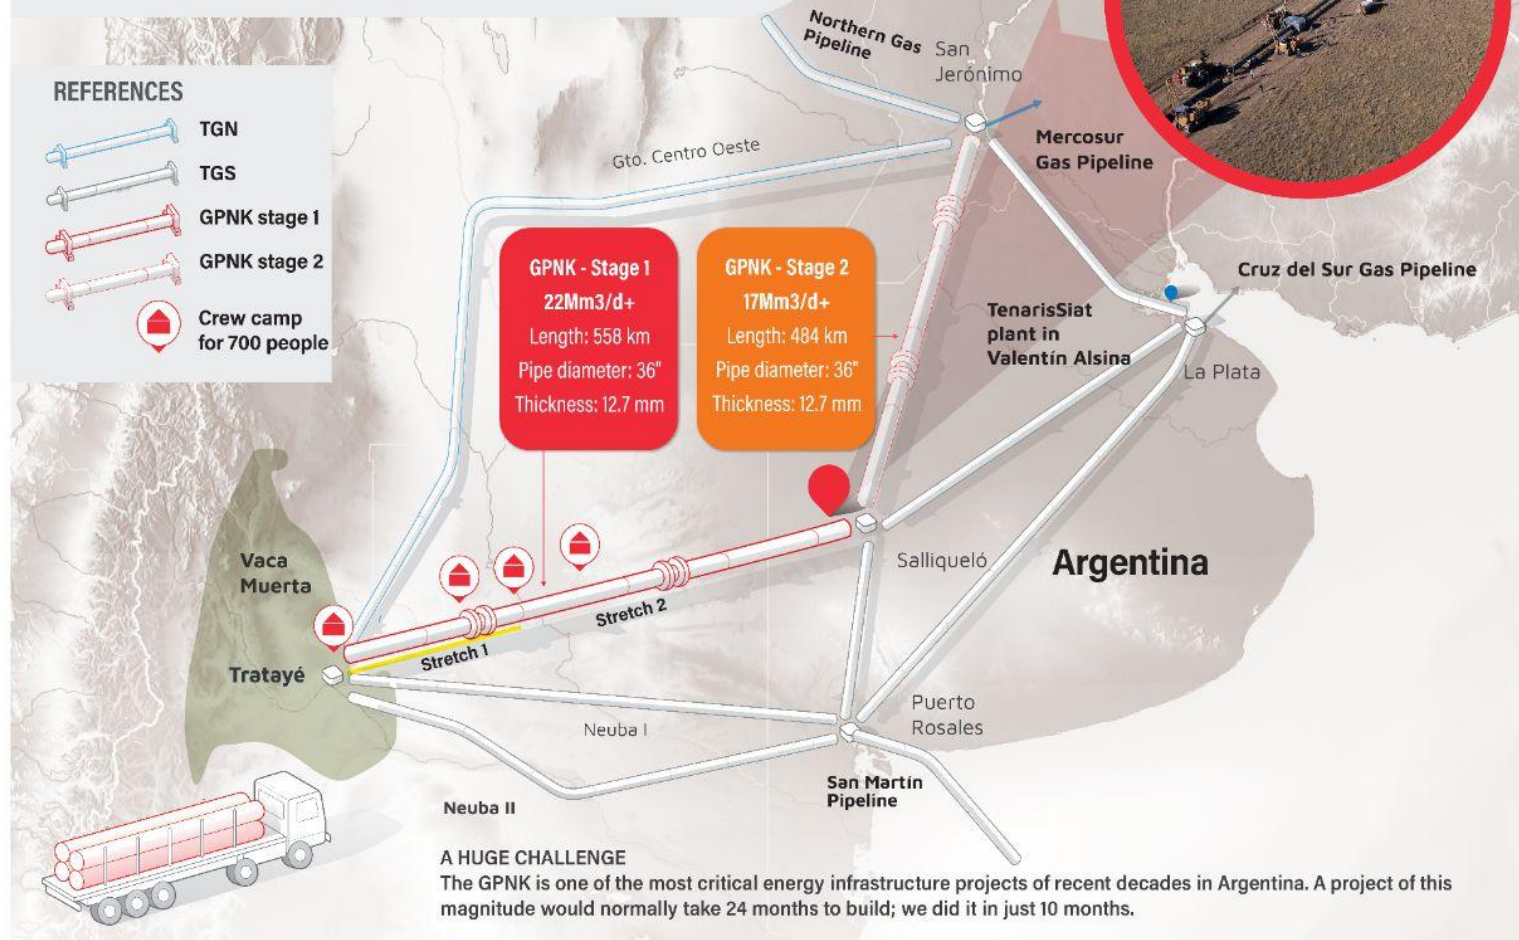 Northern Gas
Pipeline
San
Jerónimo
REFERENCES
TGN
TGS
GPNK stage 1
GPNK stage 2
Crew camp
for 700 people
Gto. Centro Oeste
Mercosur
Gas Pipeline
GPNK - Stage 1
22Mm3/d+
Length: 558 km
Pipe diameter: 36"
Thickness: 12.7 mm
GPNK - Stage 2
17Mm3/d+
Length: 484 km
Pipe diameter: 36"
Thickness: 12.7 mm
Cruz del Sur Gas Pipeline
TenarisSiat
plant in
Valentín Alsina
La Plata
Vaca
Muerta
Salliqueló
Argentina
Stretch 2
Stretch 1
Tratayé
Neuba I
Puerto
Rosales
San Martín
Pipeline
Neuba II
A HUGE CHALLENGE
The GPNK is one of the most critical energy infrastructure projects of recent decades in Argentina. A project of this
magnitude would normally take 24 months to build; we did it in just 10 months.